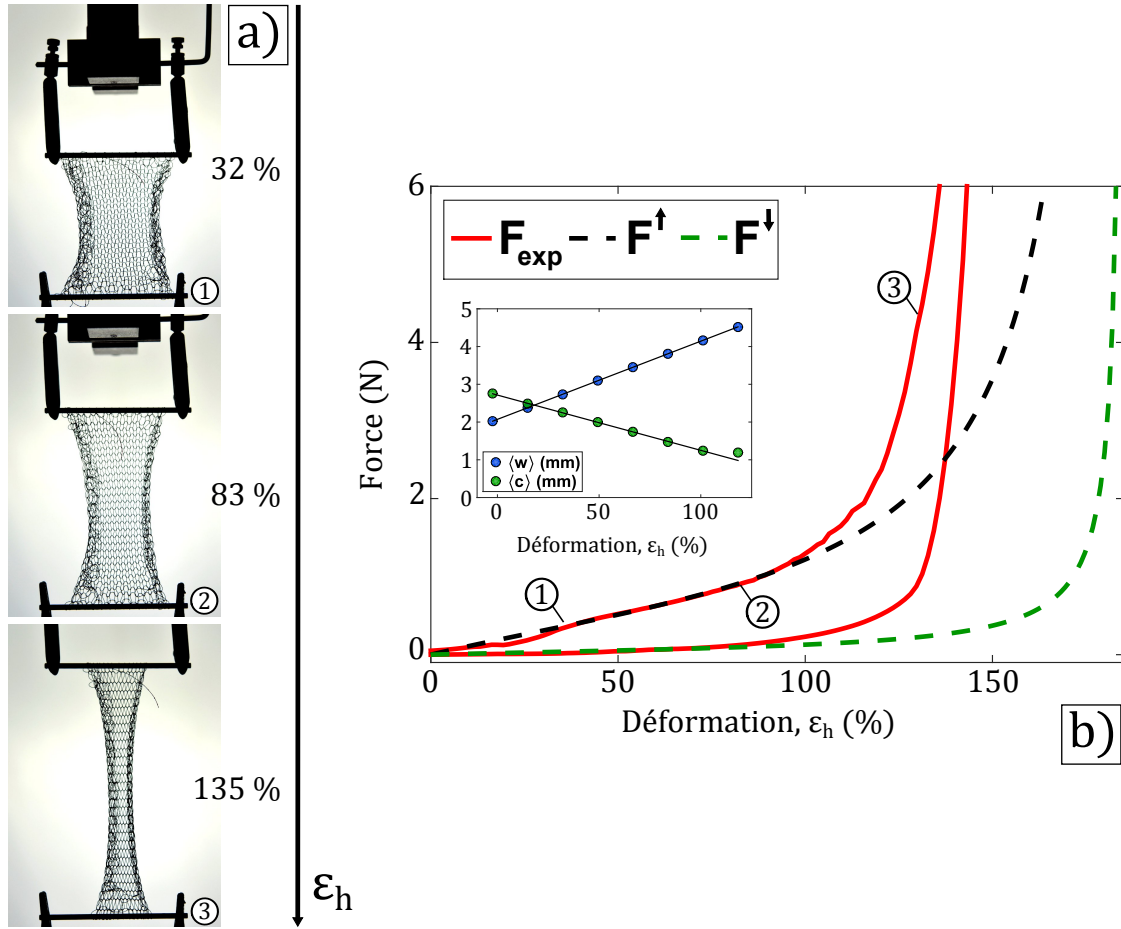 a)
32 %
①
83 %
②
135 %
③
εₕ
6
4
2
0
Force (N)
F_exp F↑ F↓
5
4
3
2
1
0
⟨w⟩ (mm)
⟨c⟩ (mm)
0 50 100
Déformation, εₕ (%)
①
②
③
0 50 100 150
Déformation, εₕ (%)
b)